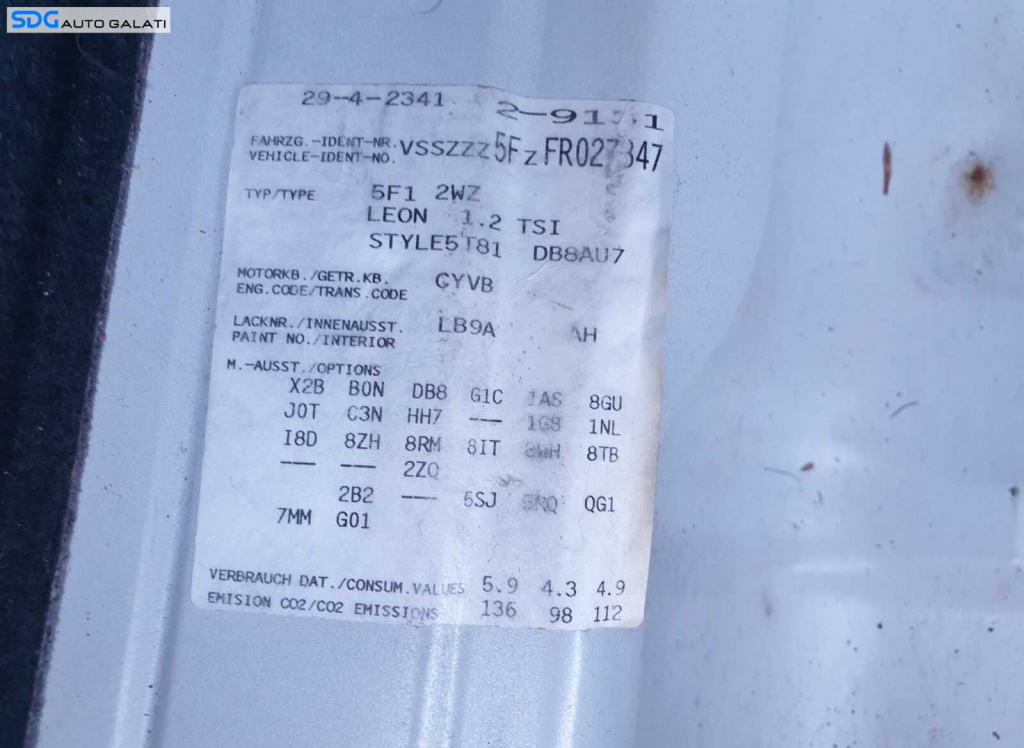 SDG AUTO GALATI
29-4-2341
FAHRZG.-IDENT-NR.
VEHICLE-IDENT-NO.
TYP/TYPE 5F1 2WZ
LEON 1.2 TSI
STYLE5T81 DB8AU7
MOTORKB./GETR.KB.
ENG.CODE/TRANS.CODE CYVB
LACKNR./INNENAUSST.
PAINT NO./INTERIOR LB9A AH
M.-AUSST./OPTIONS
X2B B0N DB8 G1C 1AS 8GU
J0T C3N HH7 --- 1G8 1NL
I8D 8ZH 8RM 8IT 8TB
--- --- 2ZQ
2B2 --- 5SJ QG1
7MM G01
VERBRAUCH DAT./CONSUM.VALUES 5.9 4.3 4.9
EMISION CO2/CO2 EMISSIONS 136 98 112